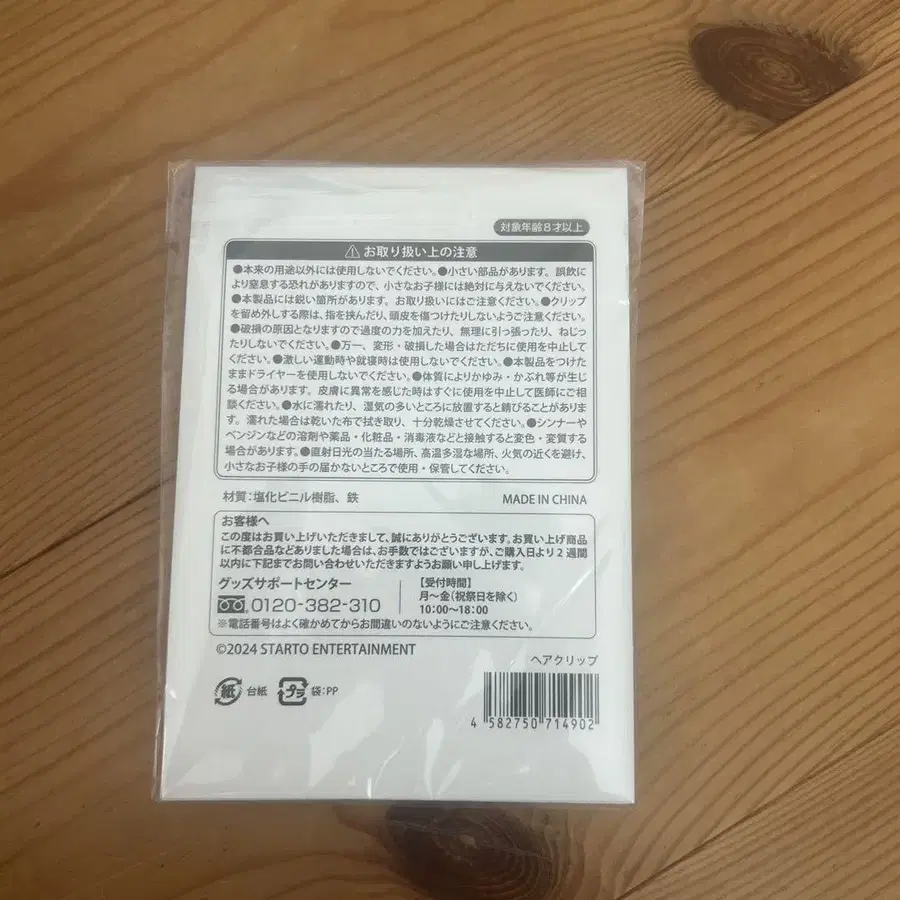 対象年齢8才以上
⚠お取り扱い上の注意
●本来の用途以外には使用しないでください。●小さい部品があります。誤飲
により窒息する恐れがありますので、小さなお子様には絶対に与えないでください。
●本製品には鋭い箇所があります。お取り扱いにはご注意ください。●クリップ
を留め外しする際は、指を挟んだり、頭皮を傷つけたりしないようご注意ください。
●破損の原因となりますので過度の力を加えたり、無理に引っ張ったり、ねじっ
たりしないでください。●万一、変形・破損した場合はただちに使用を中止して
ください。●激しい運動時や就寝時は使用しないでください。●本製品をつけた
ままドライヤーを使用しないでください。●体質によりかゆみ・かぶれ等が生じ
る場合があります。皮膚に異常を感じた時はすぐに使用を中止して医師にご相
談ください。●水に濡れたり、湿気の多いところに放置すると錆びることがありま
す。濡れた場合は乾いた布で拭き取り、十分乾燥させてください。●シンナーや
ベンジンなどの溶剤や薬品・化粧品・消毒液などと接触すると変色・変質する
場合があります。●直射日光の当たる場所、高温多湿な場所、火気の近くを避け、
小さなお子様の手の届かないところで使用・保管してください。
材質：塩化ビニル樹脂、鉄 MADE IN CHINA
お客様へ
この度はお買い上げいただきまして、誠にありがとうございます。お買い上げ商品
に不都合品などありました場合は、お手数ではございますが、ご購入日より2週間
以内に下記までお問い合わせいただきますようお願い申し上げます。
グッズサポートセンター
0120-382-310
【受付時間】
月～金(祝祭日を除く)
10:00～18:00
※電話番号はよく確かめてからお間違いのないようにご注意ください。
©2024 STARTO ENTERTAINMENT
ヘアクリップ
紙 台紙 プラ 袋:PP
4 582750 714902